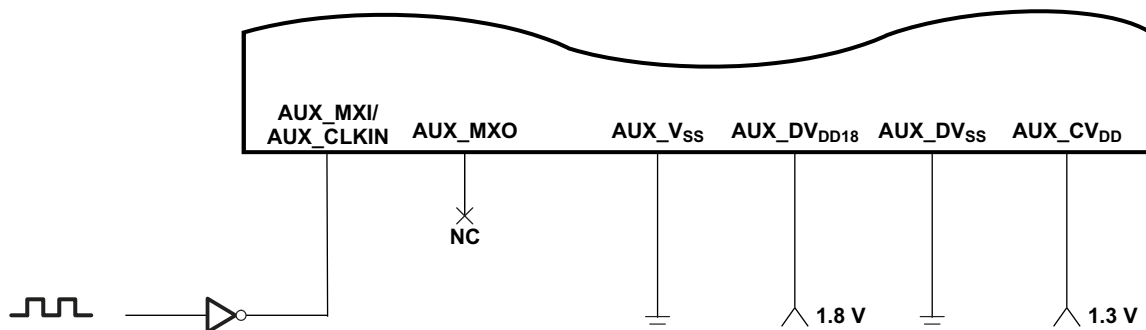 AUX_MXI/
AUX_CLKIN
AUX_MXO
AUX_VSS
AUX_DVDD18
AUX_DVSS
AUX_CVDD
NC
1.8 V
1.3 V